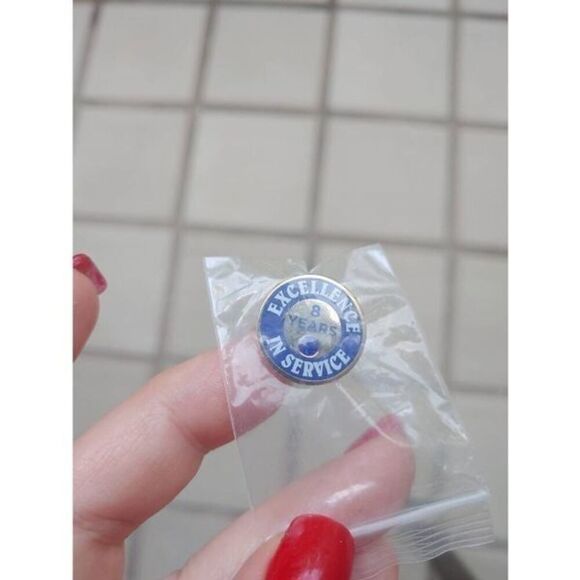 EXCELLENCE
8
YEARS
IN SERVICE